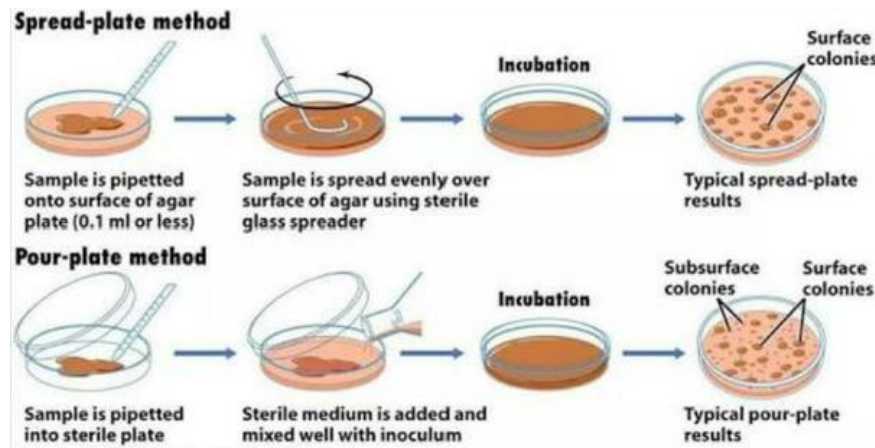 Spread-plate method
Incubation
Surface
colonies
Sample is pipetted
onto surface of agar
plate (0.1 ml or less)
Sample is spread evenly over
surface of agar using sterile
glass spreader
Typical spread-plate
results
Pour-plate method
Incubation
Subsurface
colonies
Surface
colonies
Sample is pipetted
into sterile plate
Sterile medium is added and
mixed well with inoculum
Typical pour-plate
results